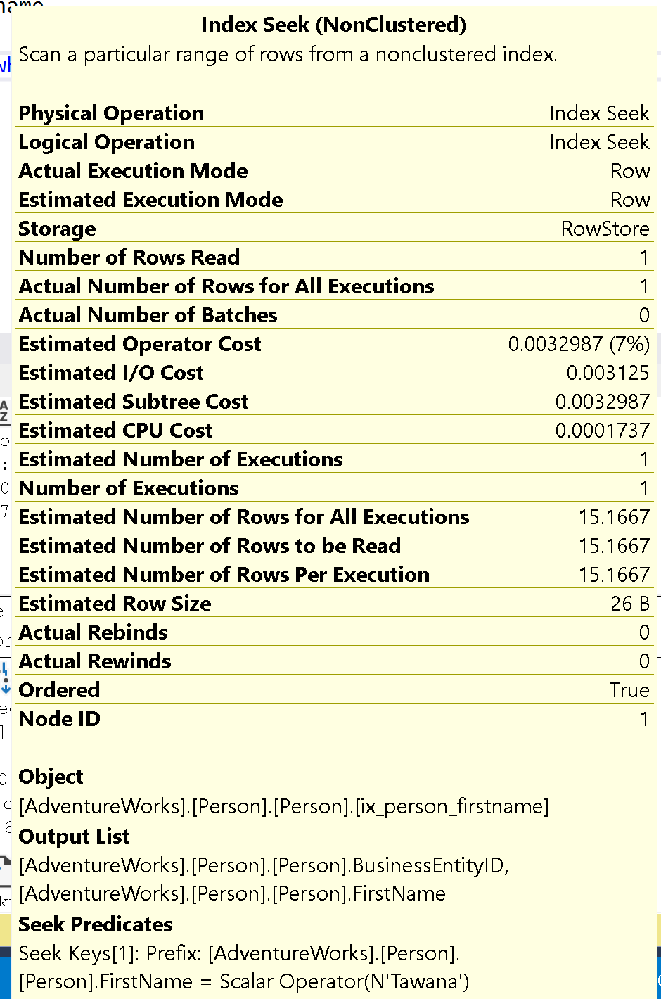 name
Index Seek (NonClustered)
Scan a particular range of rows from a nonclustered index.
wh
Physical Operation Index Seek
Logical Operation Index Seek
Actual Execution Mode Row
Estimated Execution Mode Row
Storage RowStore
Number of Rows Read 1
Actual Number of Rows for All Executions 1
Actual Number of Batches 0
Estimated Operator Cost 0.0032987 (7%)
Estimated I/O Cost 0.003125
Estimated Subtree Cost 0.0032987
Estimated CPU Cost 0.0001737
Estimated Number of Executions 1
Number of Executions 1
Estimated Number of Rows for All Executions 15.1667
Estimated Number of Rows to be Read 15.1667
Estimated Number of Rows Per Execution 15.1667
Estimated Row Size 26 B
Actual Rebinds 0
Actual Rewinds 0
Ordered True
Node ID 1
Object
[AdventureWorks].[Person].[Person].[ix_person_firstname]
Output List
[AdventureWorks].[Person].[Person].BusinessEntityID,
[AdventureWorks].[Person].[Person].FirstName
Seek Predicates
Seek Keys[1]: Prefix: [AdventureWorks].[Person].
[Person].FirstName = Scalar Operator(N'Tawana')